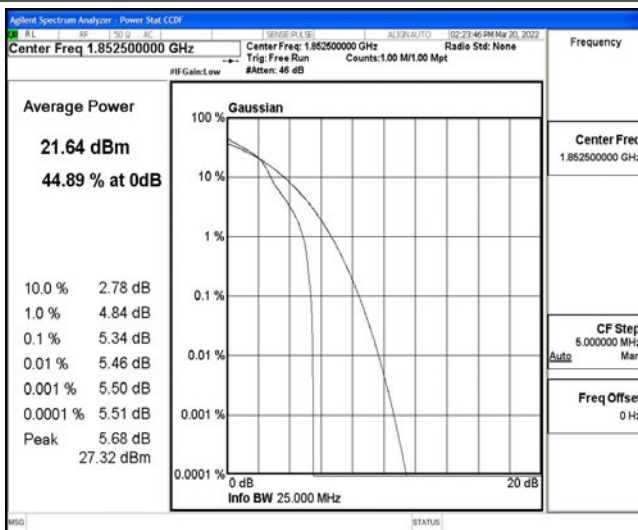 Agilent Spectrum Analyzer - Power Stat CCDF
RL RF 50 Ω AC SENSE:PULSE ALIGN AUTO 02:23:46 PM Mar 20, 2022
Center Freq 1.852500000 GHz
Center Freq: 1.852500000 GHz Radio Std: None
Trig: Free Run Counts:1.00 M/1.00 Mpt
#IFGain:Low #Atten: 46 dB
Frequency
Average Power
21.64 dBm
44.89 % at 0dB
10.0 % 2.78 dB
1.0 % 4.84 dB
0.1 % 5.34 dB
0.01 % 5.46 dB
0.001 % 5.50 dB
0.0001 % 5.51 dB
Peak 5.68 dB
27.32 dBm
Gaussian
100 %
10 %
1 %
0.1 %
0.01 %
0.001 %
0.0001 %
0 dB 20 dB
Info BW 25.000 MHz
Center Freq
1.852500000 GHz
CF Step
5.000000 MHz
Auto Man
Freq Offset
0 Hz
MSG STATUS